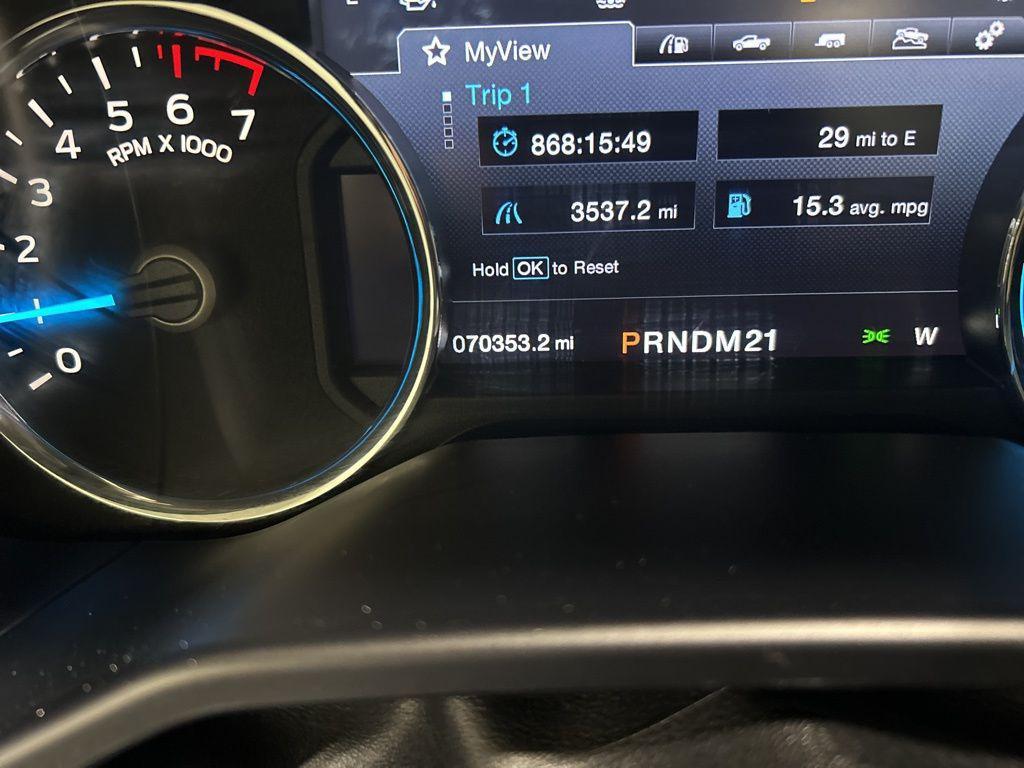 MyView
Trip 1
868:15:49
29 mi to E
3537.2 mi
15.3 avg. mpg
Hold OK to Reset
070353.2 mi
PRNDM21
W
7
6
5
4
3
2
0
RPM X 1000